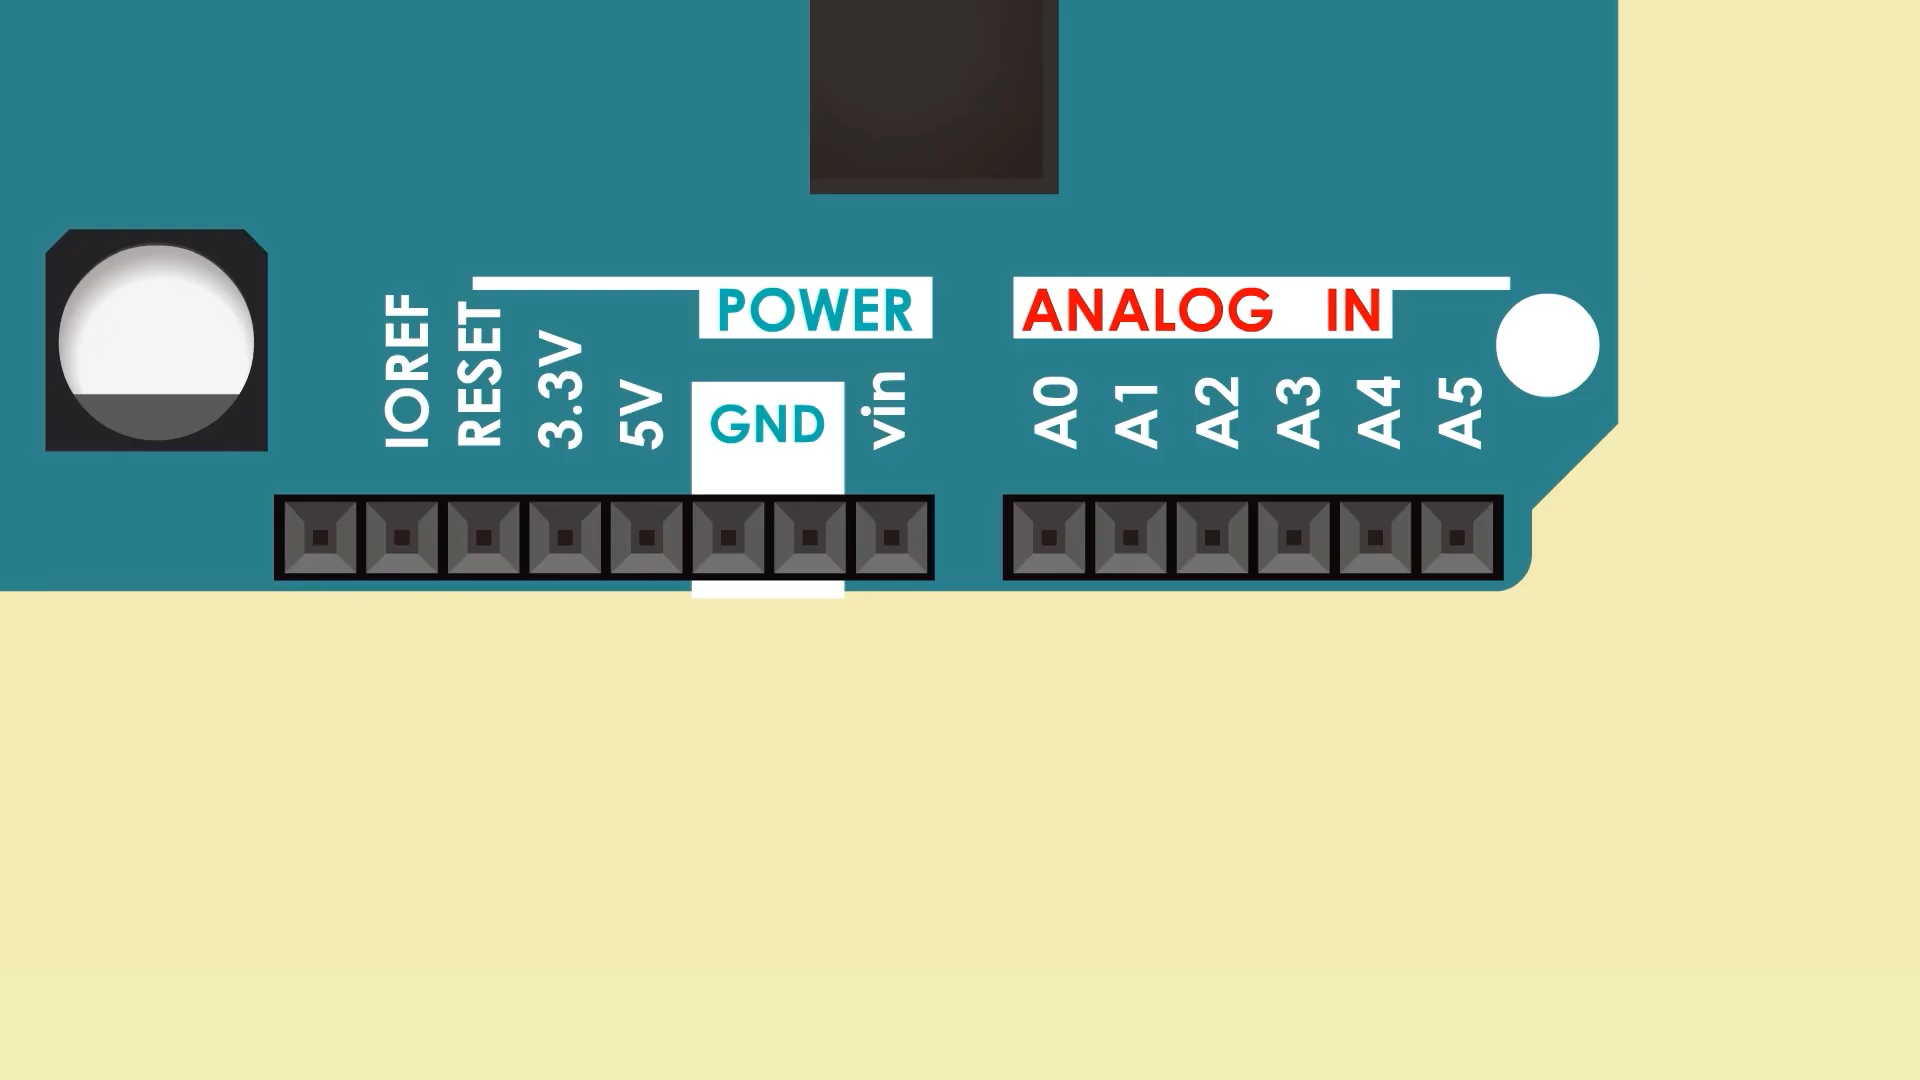 POWER
ANALOG IN
IOREF
RESET
3.3V
5V
GND
vin
A0
A1
A2
A3
A4
A5